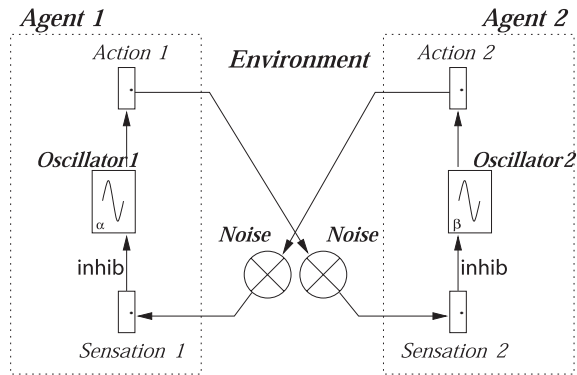 Agent 1
Agent 2
Action 1
Environment
Action 2
Oscillator1
Oscillator2
α
β
Noise
Noise
inhib
inhib
Sensation 1
Sensation 2